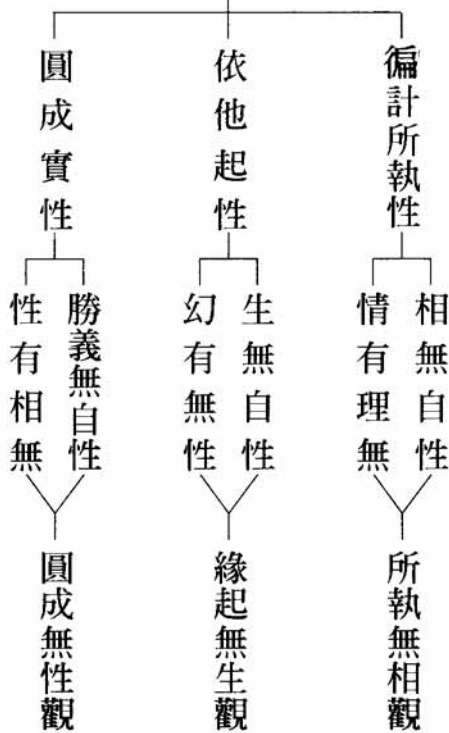 徧計所執性
相無自性
情有理無
所執無相觀
依他起性
生無自性
幻有無性
緣起無生觀
圓成實性
勝義無自性
性有相無
圓成無性觀